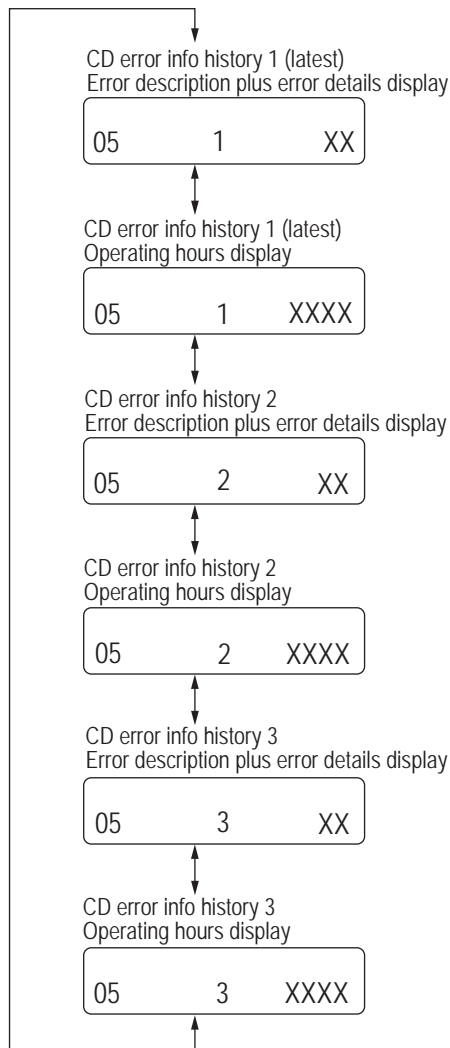 CD error info history 1 (latest)
Error description plus error details display
05 1 XX
CD error info history 1 (latest)
Operating hours display
05 1 XXXX
CD error info history 2
Error description plus error details display
05 2 XX
CD error info history 2
Operating hours display
05 2 XXXX
CD error info history 3
Error description plus error details display
05 3 XX
CD error info history 3
Operating hours display
05 3 XXXX